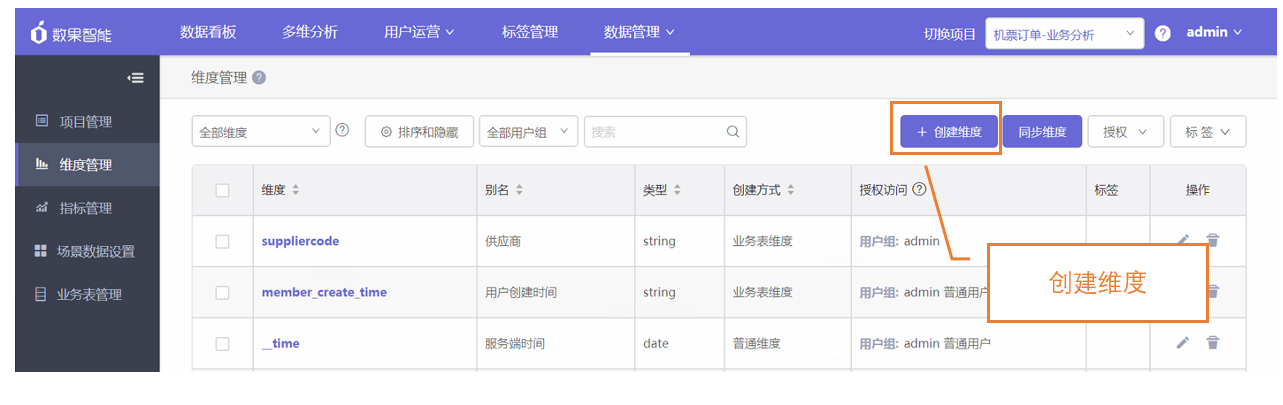 数果智能 数据看板 多维分析 用户运营 标签管理 数据管理 切换项目 机票订单-业务分析 ? admin
维度管理 ?
项目管理
维度管理
指标管理
场景数据设置
业务表管理
全部维度 ? 排序和隐藏 全部用户组 搜索 + 创建维度 同步维度 授权 标签
维度 别名 类型 创建方式 授权访问 ? 标签 操作
suppliercode 供应商 string 业务表维度 用户组: admin
member_create_time 用户创建时间 string 业务表维度 用户组: admin 普通用户
__time 服务端时间 date 普通维度 用户组: admin 普通用户
创建维度